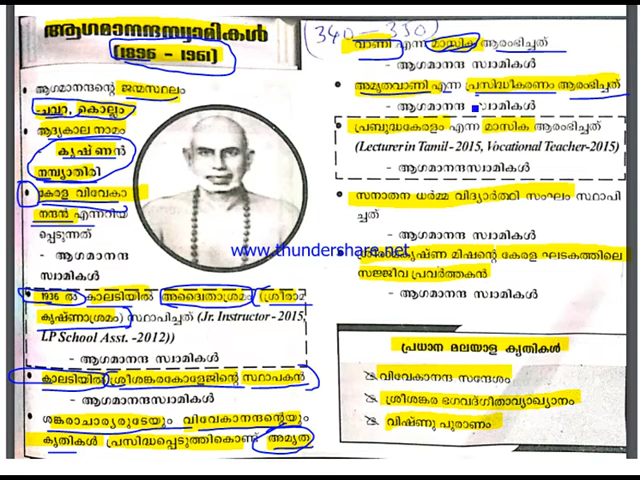 ആഗമാനന്ദസ്വാമികൾ
(1896 - 1961)
ആഗമാനന്ദന്റെ ജന്മസ്ഥലം
-ചവറ, കൊല്ലം
ആദ്യകാല നാമം
കൃഷ്ണൻ
നമ്പ്യാതിരി
കേരള വിവേകാ
നന്ദൻ എന്നറിയ
പ്പെടുന്നത്
- ആഗമാനന്ദ
സ്വാമികൾ
1936 ൽ കാലടിയിൽ അദ്വൈതാശ്രമം (ശ്രീരാമ
കൃഷ്ണാശ്രമം) സ്ഥാപിച്ചത് (Jr. Instructor - 2015,
LP School Asst. -2012))
- ആഗമാനന്ദ സ്വാമികൾ
കാലടിയിൽ ശ്രീശങ്കരകോളേജിന്റെ സ്ഥാപകൻ
- ആഗമാനന്ദസ്വാമികൾ
ശങ്കരാചാര്യരുടേയും വിവേകാനന്ദന്റെയും
കൃതികൾ പ്രസിദ്ധപ്പെടുത്തികൊണ്ട് അമൃത
(340 - 350)
വാണി എന്ന മാസിക ആരംഭിച്ചത്
- ആഗമാനന്ദ സ്വാമികൾ
അമൃതവാണി എന്ന പ്രസിദ്ധീകരണം ആരംഭിച്ചത്
- ആഗമാനന്ദ സ്വാമികൾ
പ്രബുദ്ധകേരളം എന്ന മാസിക ആരംഭിച്ചത്
(Lecturer in Tamil - 2015, Vocational Teacher-2015)
- ആഗമാനന്ദസ്വാമികൾ
സനാതന ധർമ്മ വിദ്യാർത്ഥി സംഘം സ്ഥാപി
ച്ചത്
- ആഗമാനന്ദ സ്വാമികൾ
www.thundershare.net
ശ്രീരാമകൃഷ്ണ മിഷന്റെ കേരള ഘടകത്തിലെ
സജ്ജീവ പ്രവർത്തകൻ
- ആഗമാനന്ദ സ്വാമികൾ
പ്രധാന മലയാള കൃതികൾ
വിവേകാനന്ദ സന്ദേശം
ശ്രീശങ്കര ഭഗവദ്ഗീതാവ്യാഖ്യാനം
വിഷ്ണു പുരാണം